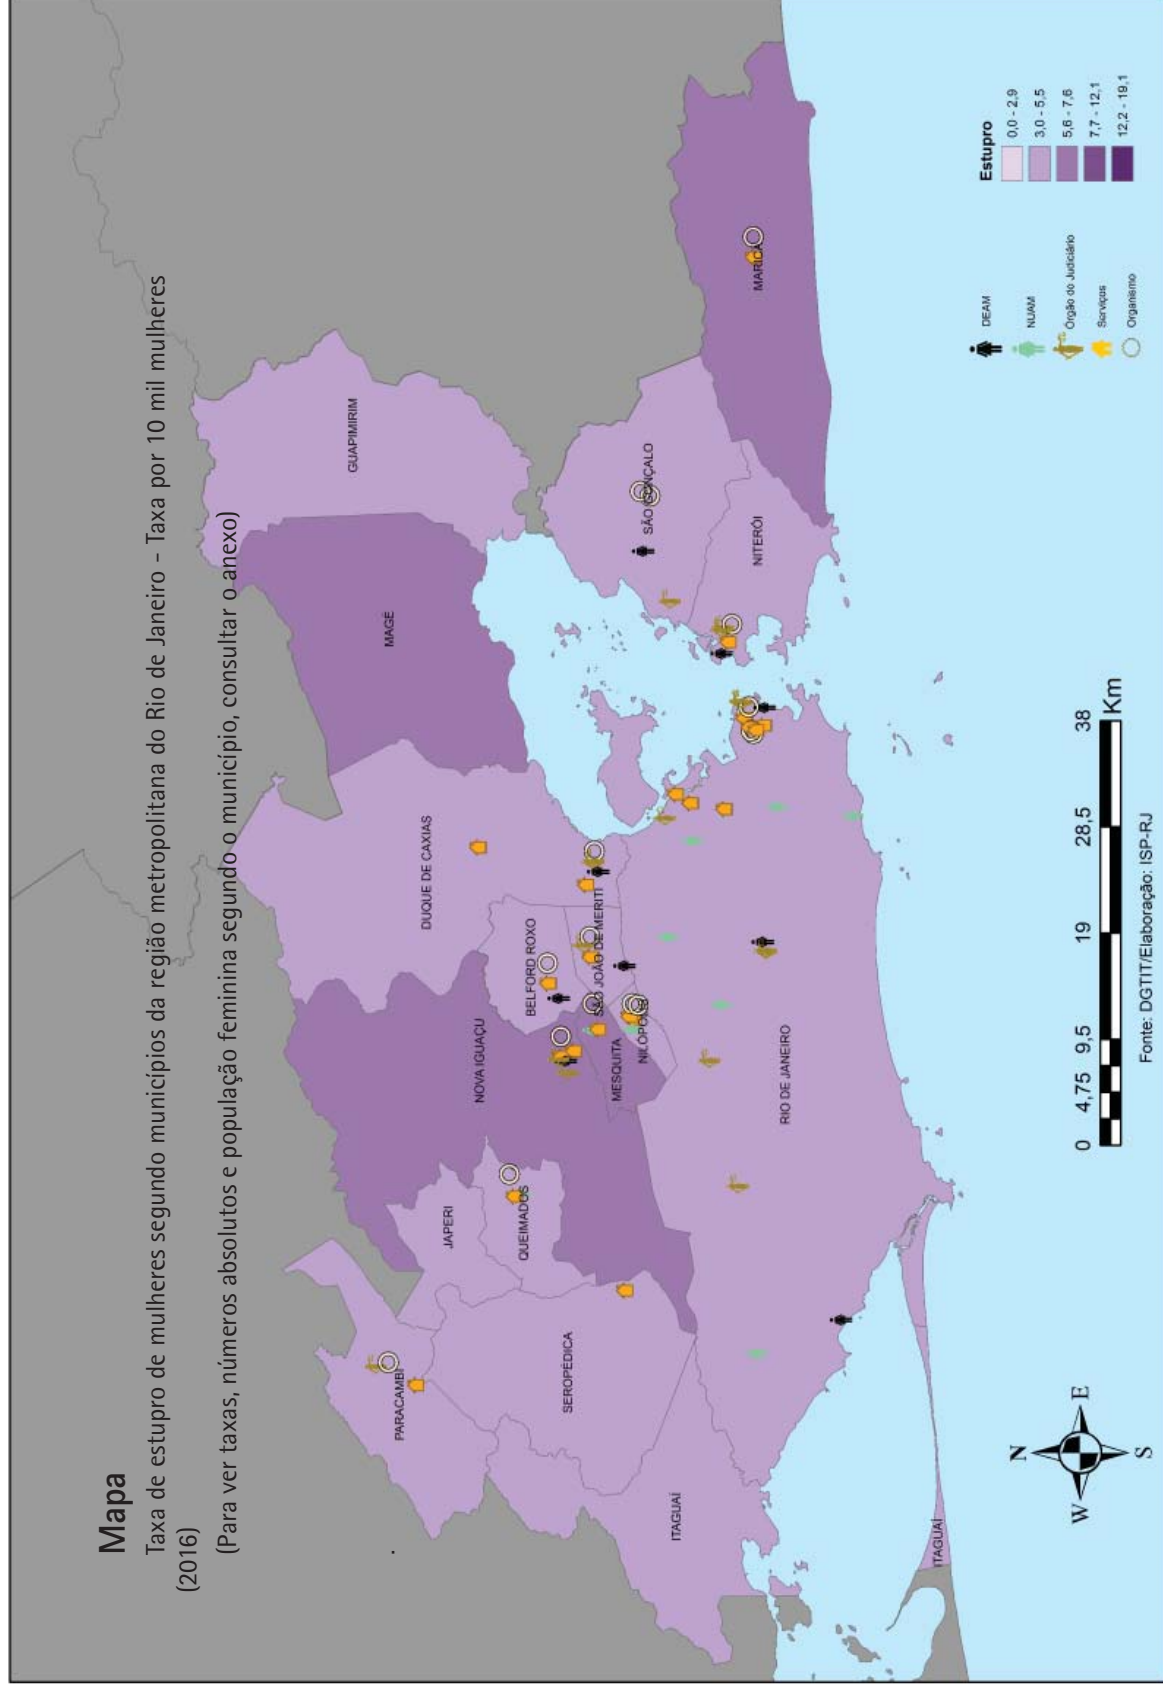 Mapa
Taxa de estupro de mulheres segundo municípios da região metropolitana do Rio de Janeiro - Taxa por 10 mil mulheres
(2016)
(Para ver taxas, números absolutos e população feminina segundo o município, consultar o anexo)
GUAPIMIRIM
MAGÉ
DUQUE DE CAXIAS
NOVA IGUAÇU
JAPERI
PARACAMBI
QUEIMADOS
BELFORD ROXO
SEROPÉDICA
SÃO JOÃO DE MERITI
MESQUITA
NILÓPOLIS
SÃO GONÇALO
ITAGUAÍ
NITERÓI
MARICÁ
RIO DE JANEIRO
ITAGUAÍ
DEAM
NUAM
Órgão do Judiciário
Serviços
Organismo
Estupro
0,0 - 2,9
3,0 - 5,5
5,6 - 7,6
7,7 - 12,1
12,2 - 19,1
N
W E
S
0 4,75 9,5 19 28,5 38
Km
Fonte: DGTIT/Elaboração: ISP-RJ